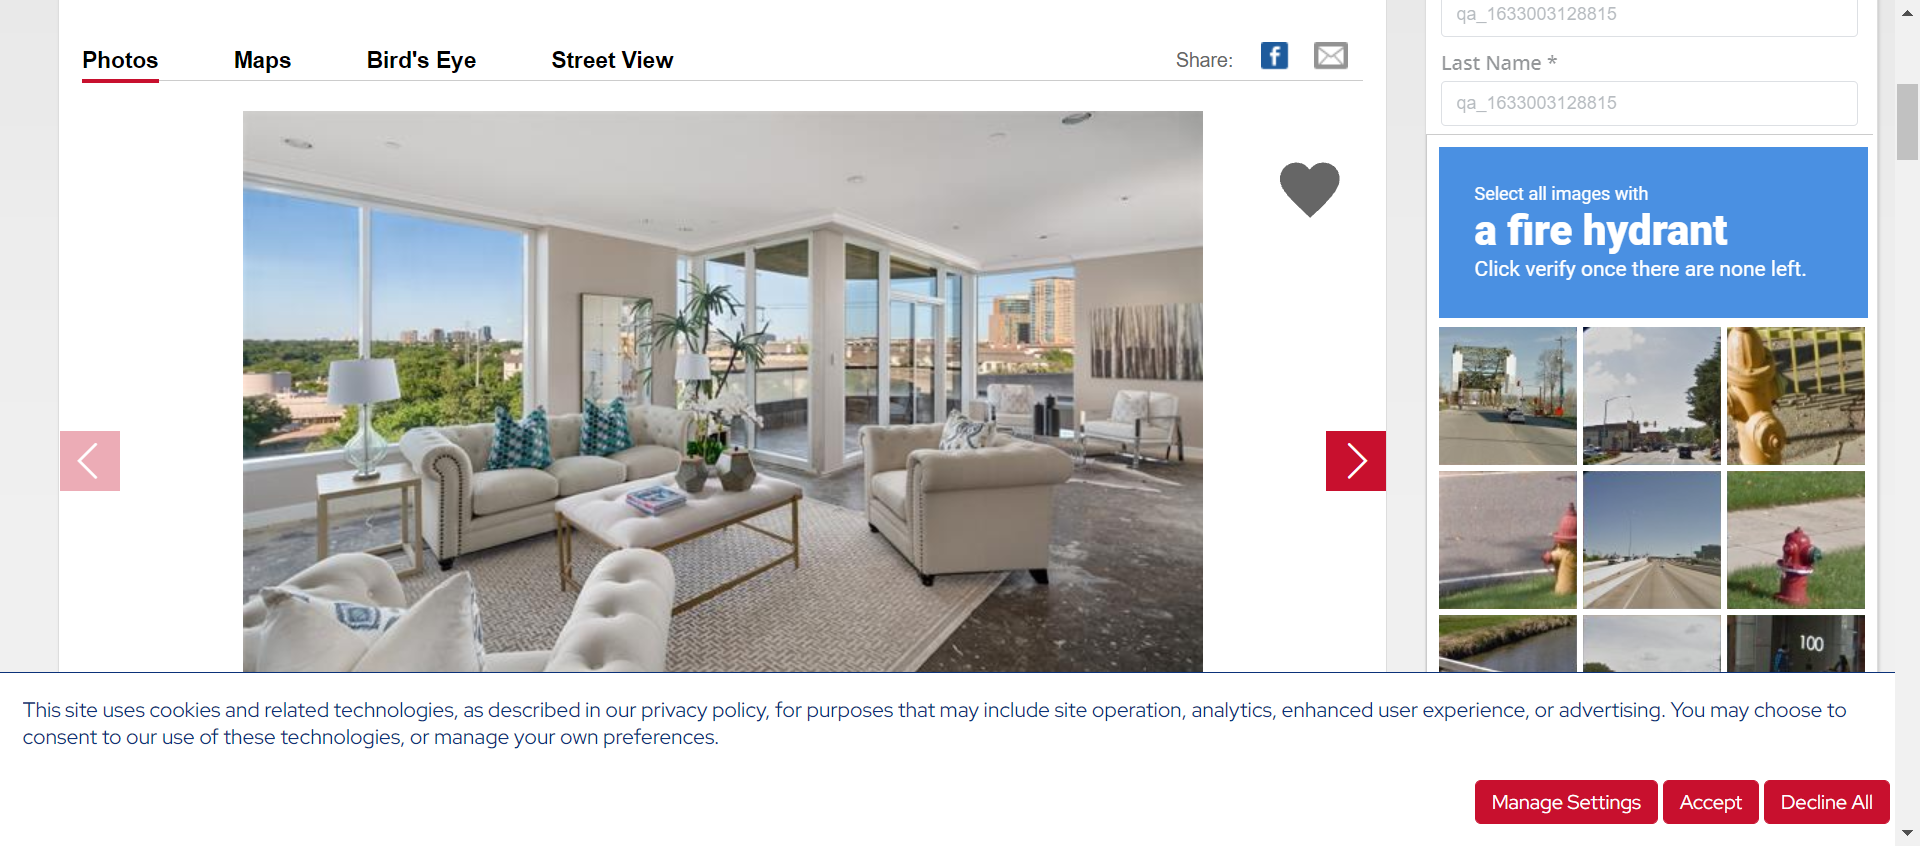 Photos Maps Bird's Eye Street View Share:
qa_1633003128815
Last Name *
qa_1633003128815
Select all images with
a fire hydrant
Click verify once there are none left.
100
This site uses cookies and related technologies, as described in our privacy policy, for purposes that may include site operation, analytics, enhanced user experience, or advertising. You may choose to
consent to our use of these technologies, or manage your own preferences.
Manage Settings Accept Decline All